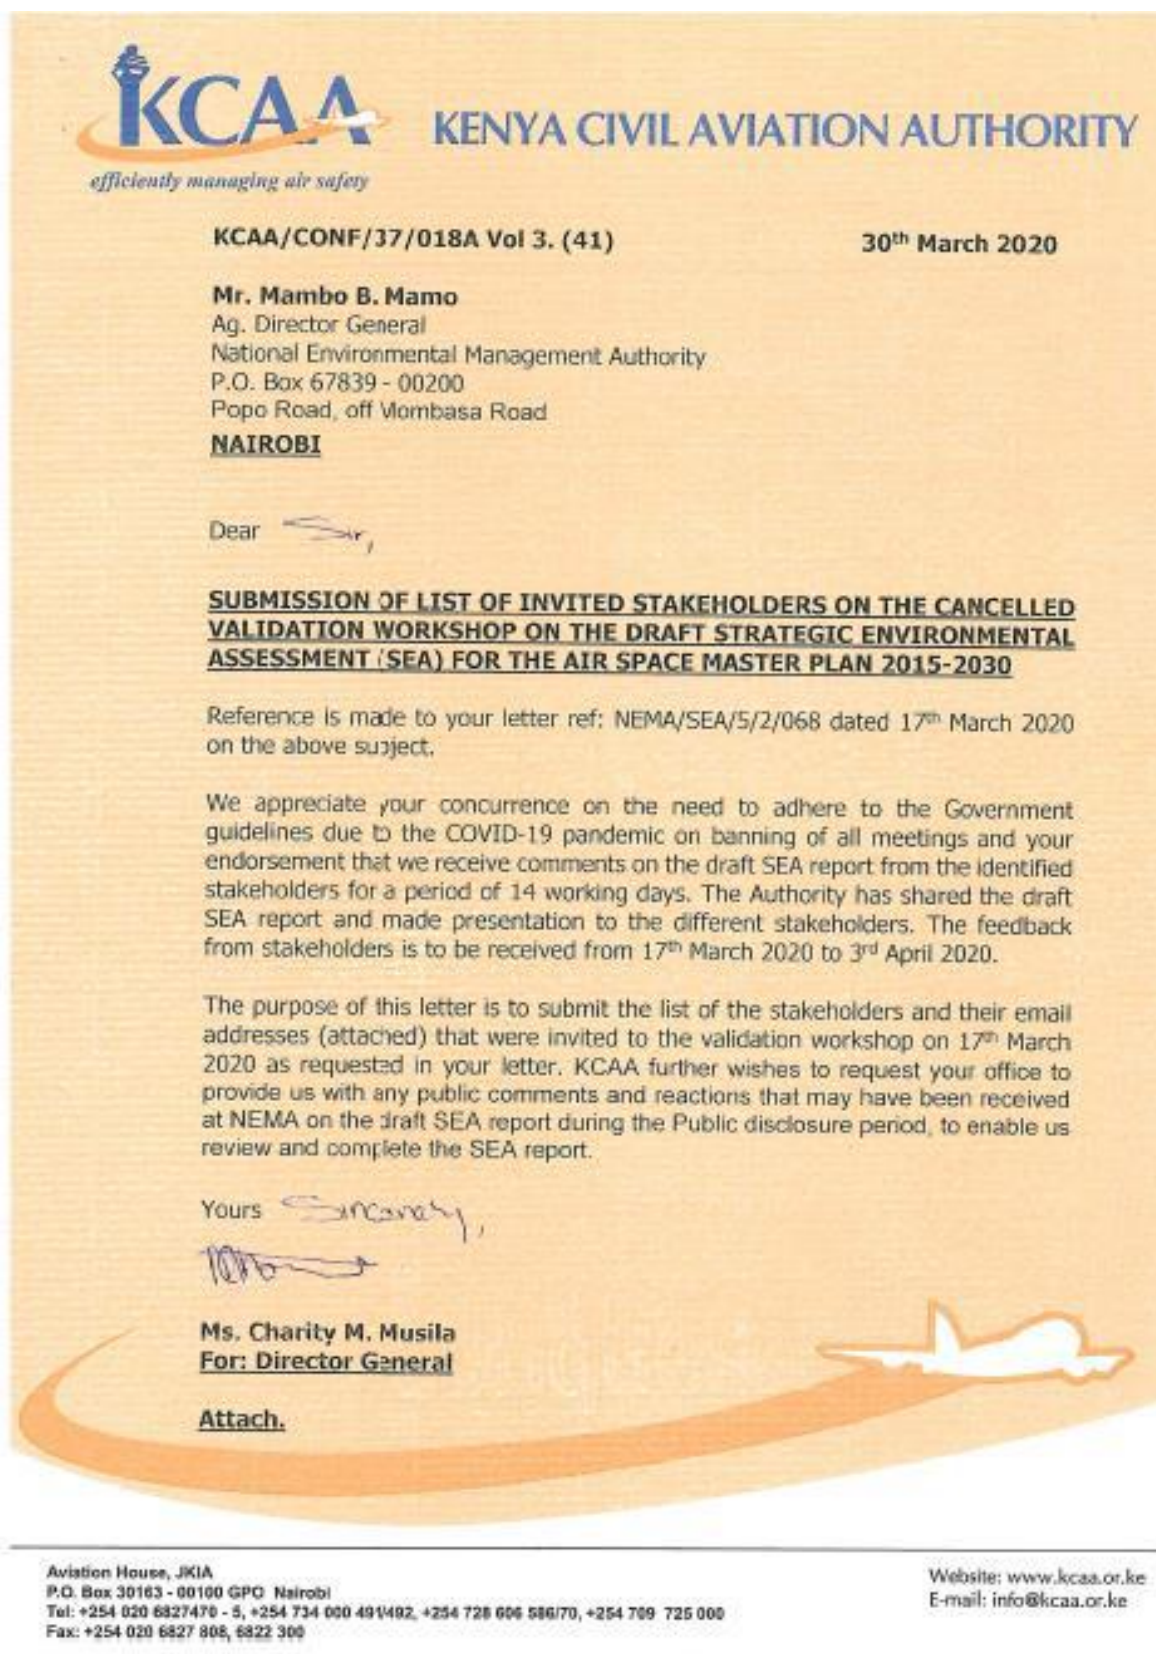 KCAA
KENYA CIVIL AVIATION AUTHORITY
efficiently managing air safety
KCAA/CONF/37/018A Vol 3. (41)
30th March 2020
Mr. Mambo B. Mamo
Ag. Director General
National Environmental Management Authority
P.O. Box 67839 - 00200
Popo Road, off Mombasa Road
NAIROBI
Dear Sir,
SUBMISSION OF LIST OF INVITED STAKEHOLDERS ON THE CANCELLED
VALIDATION WORKSHOP ON THE DRAFT STRATEGIC ENVIRONMENTAL
ASSESSMENT (SEA) FOR THE AIR SPACE MASTER PLAN 2015-2030
Reference is made to your letter ref: NEMA/SEA/5/2/068 dated 17th March 2020
on the above subject.
We appreciate your concurrence on the need to adhere to the Government
guidelines due to the COVID-19 pandemic on banning of all meetings and your
endorsement that we receive comments on the draft SEA report from the identified
stakeholders for a period of 14 working days. The Authority has shared the draft
SEA report and made presentation to the different stakeholders. The feedback
from stakeholders is to be received from 17th March 2020 to 3rd April 2020.
The purpose of this letter is to submit the list of the stakeholders and their email
addresses (attached) that were invited to the validation workshop on 17th March
2020 as requested in your letter. KCAA further wishes to request your office to
provide us with any public comments and reactions that may have been received
at NEMA on the draft SEA report during the Public disclosure period, to enable us
review and complete the SEA report.
Yours Sincerely,
Ms. Charity M. Musila
For: Director General
Attach.
Aviation House, JKIA
P.O. Box 30163 - 00100 GPO Nairobi
Tel: +254 020 6827470 - 5, +254 734 000 491/492, +254 728 606 586/70, +254 709 725 000
Fax: +254 020 6827 808, 6822 300
Website: www.kcaa.or.ke
E-mail: info@kcaa.or.ke